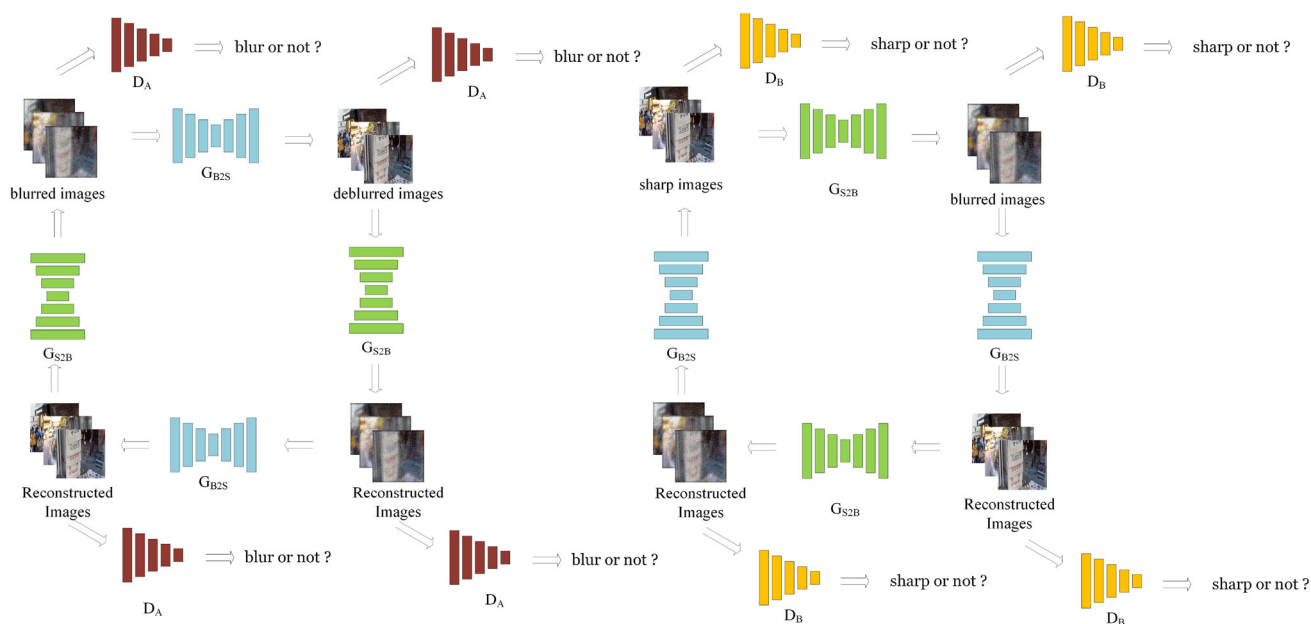 blur or not ?
D_A
blur or not ?
D_A
sharp or not ?
D_B
sharp or not ?
D_B
blurred images
G_B2S
deblurred images
sharp images
G_S2B
blurred images
G_S2B
G_S2B
G_B2S
G_B2S
Reconstructed
Images
G_B2S
Reconstructed
Images
Reconstructed
Images
G_S2B
Reconstructed
Images
blur or not ?
D_A
blur or not ?
D_A
sharp or not ?
D_B
sharp or not ?
D_B